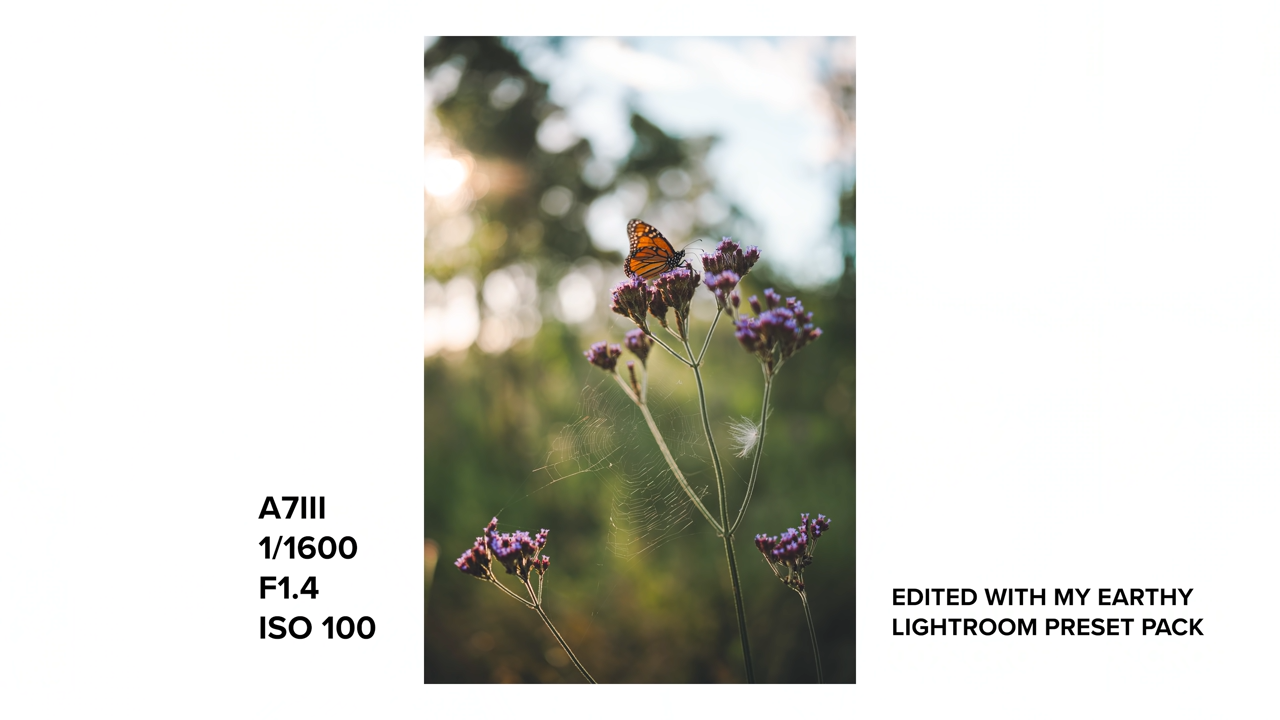 A7III
1/1600
F1.4
ISO 100
EDITED WITH MY EARTHY
LIGHTROOM PRESET PACK